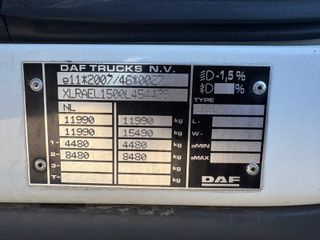 DAF TRUCKS N.V.
e11*2007/46*0027
XLRAEL1500L454439
NL
11990 11990 kg
11990 15490 kg
1- 4480 4480 kg
2- 8480 8480 kg
3- kg
T- kg
D -1,5 %
D %
TYPE
L-
W-
aMIN
aMAX
DAF